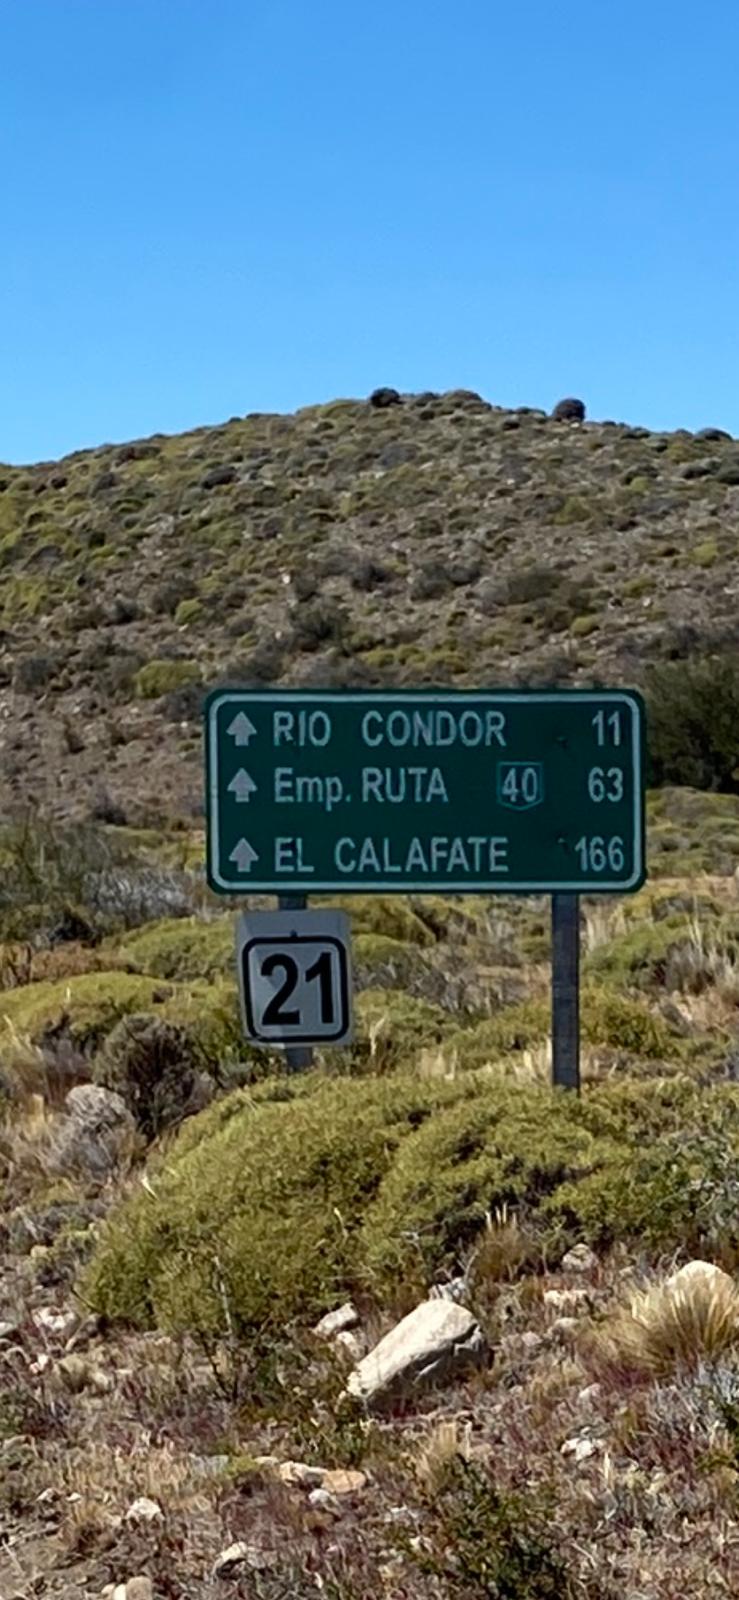 RIO CONDOR 11
Emp. RUTA 40 63
EL CALAFATE 166
21